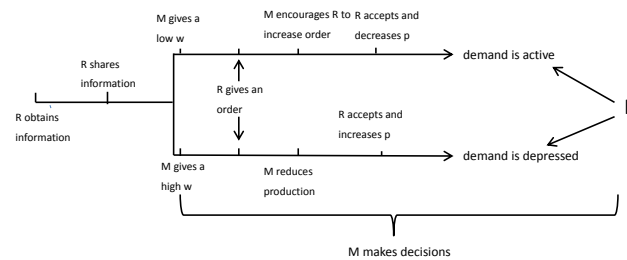 M gives a
low w
M encourages R to
increase order
R accepts and
decreases p
demand is active
R shares
information
R gives an
order
R obtains
information
R accepts and
increases p
demand is depressed
M gives a
high w
M reduces
production
M makes decisions